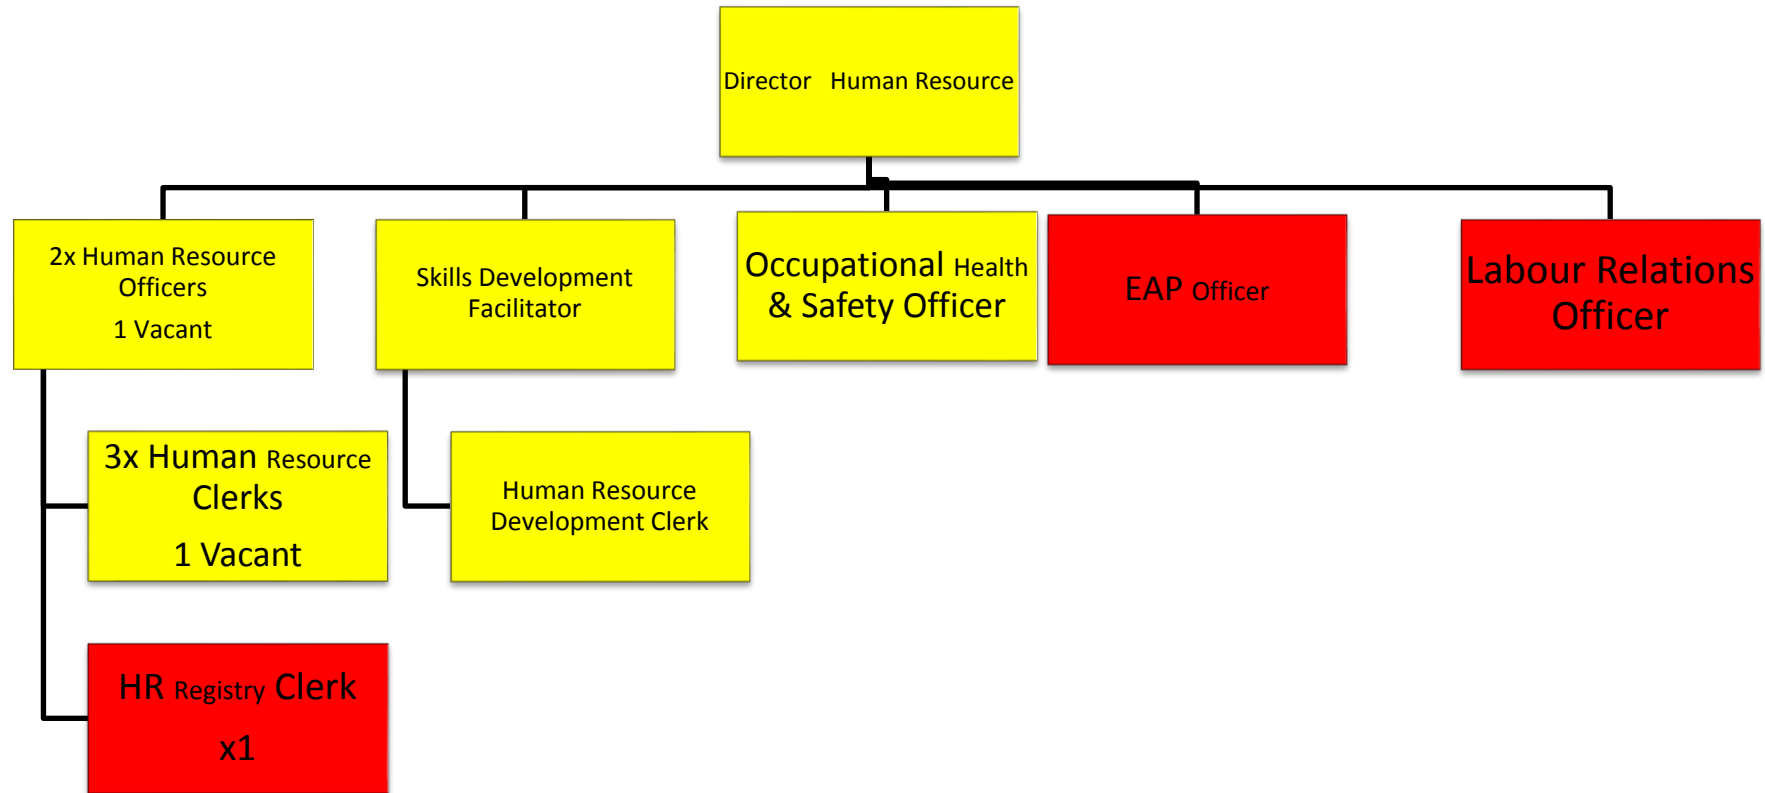 Director   Human Resource
2x Human Resource
Officers
1 Vacant
Skills Development
Facilitator
Occupational Health
& Safety Officer
EAP Officer
Labour Relations
Officer
3x Human Resource
Clerks
1 Vacant
Human Resource
Development Clerk
HR Registry Clerk
x1